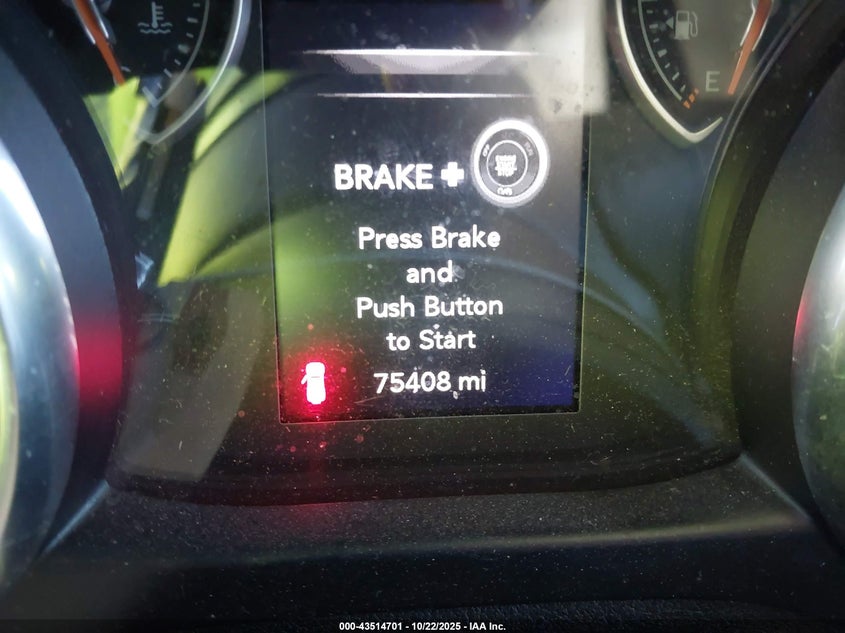 E
BRAKE +
Press Brake
and
Push Button
to Start
75408 mi
000-43514701 - 10/22/2025 - IAA Inc.